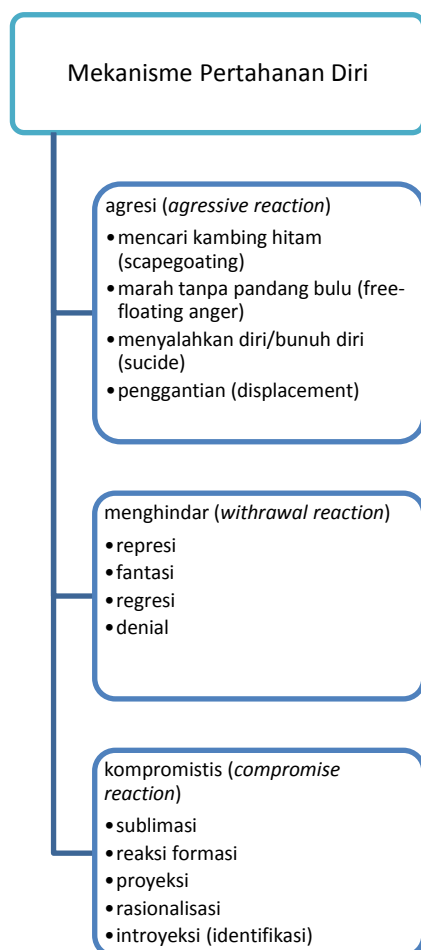 Mekanisme Pertahanan Diri
agresi (agressive reaction)
•mencari kambing hitam
(scapegoating)
•marah tanpa pandang bulu (free-
floating anger)
•menyalahkan diri/bunuh diri
(sucide)
•penggantian (displacement)
menghindar (withrawal reaction)
•represi
•fantasi
•regresi
•denial
kompromistis (compromise
reaction)
•sublimasi
•reaksi formasi
•proyeksi
•rasionalisasi
•introyeksi (identifikasi)